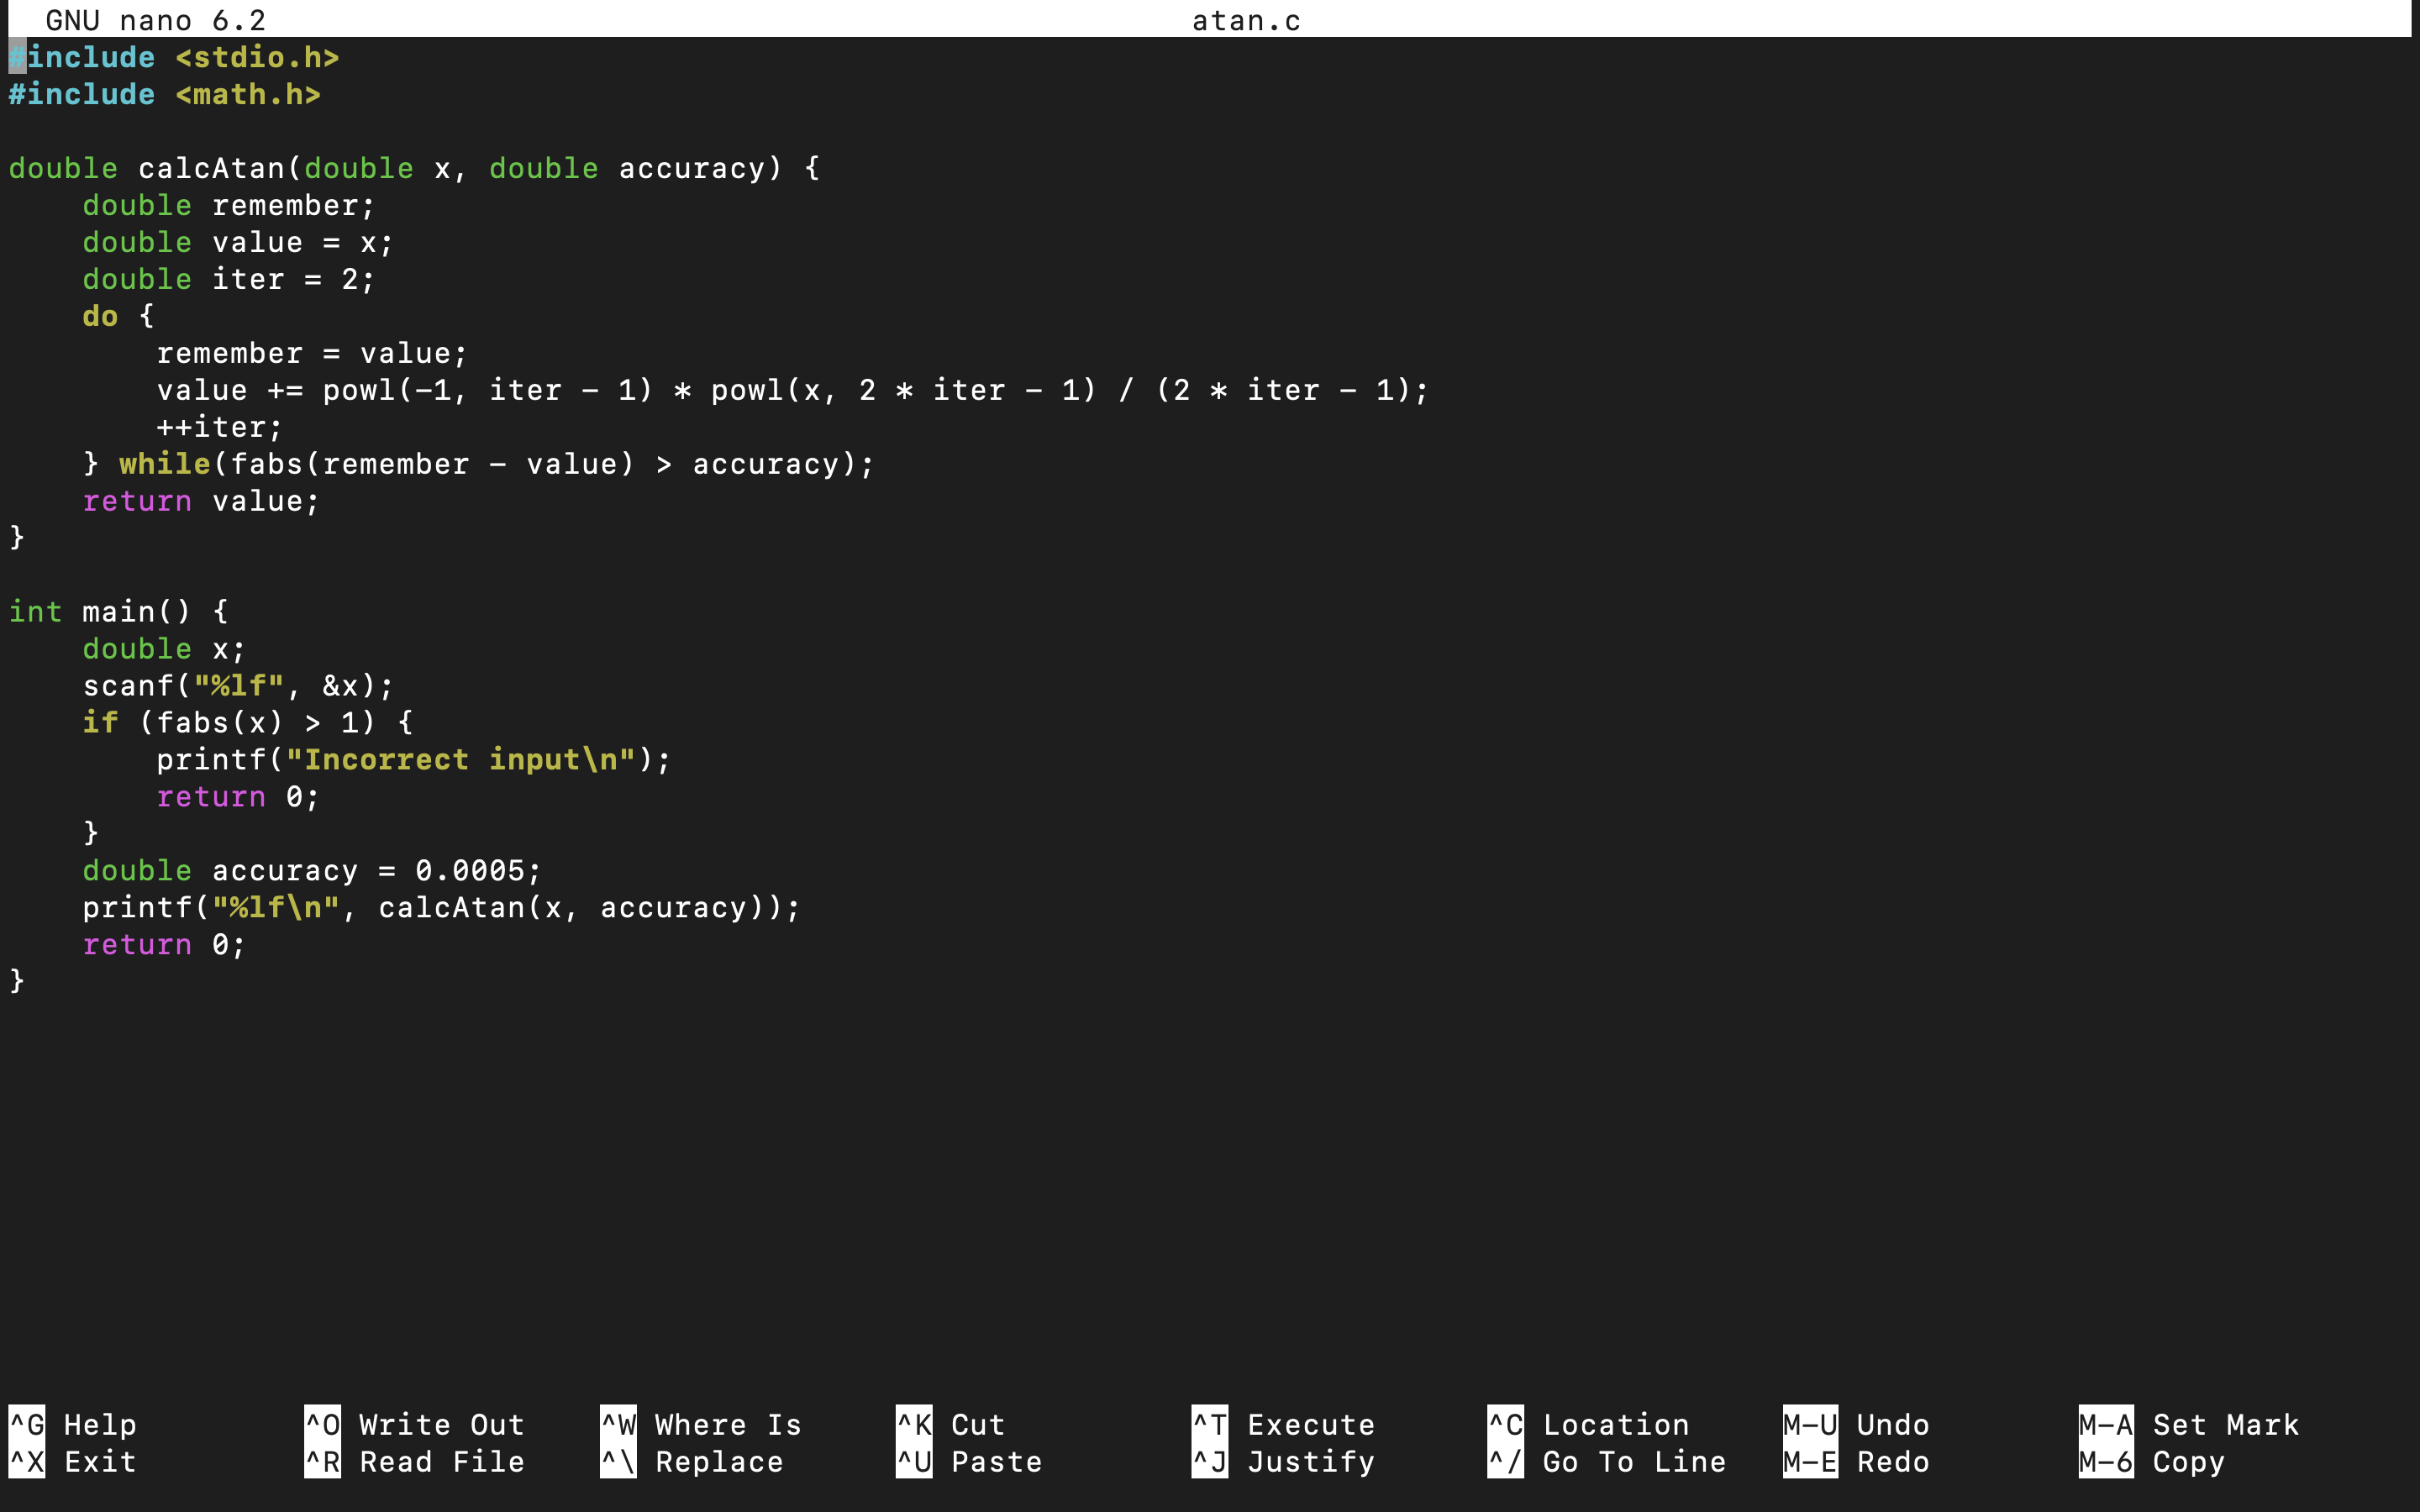 GNU nano 6.2 atan.c
#include <stdio.h>
#include <math.h>

double calcAtan(double x, double accuracy) {
    double remember;
    double value = x;
    double iter = 2;
    do {
        remember = value;
        value += powl(-1, iter - 1) * powl(x, 2 * iter - 1) / (2 * iter - 1);
        ++iter;
    } while(fabs(remember - value) > accuracy);
    return value;
}

int main() {
    double x;
    scanf("%lf", &x);
    if (fabs(x) > 1) {
        printf("Incorrect input\n");
        return 0;
    }
    double accuracy = 0.0005;
    printf("%lf\n", calcAtan(x, accuracy));
    return 0;
}

^G Help ^O Write Out ^W Where Is ^K Cut ^T Execute ^C Location M-U Undo M-A Set Mark
^X Exit ^R Read File ^\ Replace ^U Paste ^J Justify ^/ Go To Line M-E Redo M-6 Copy